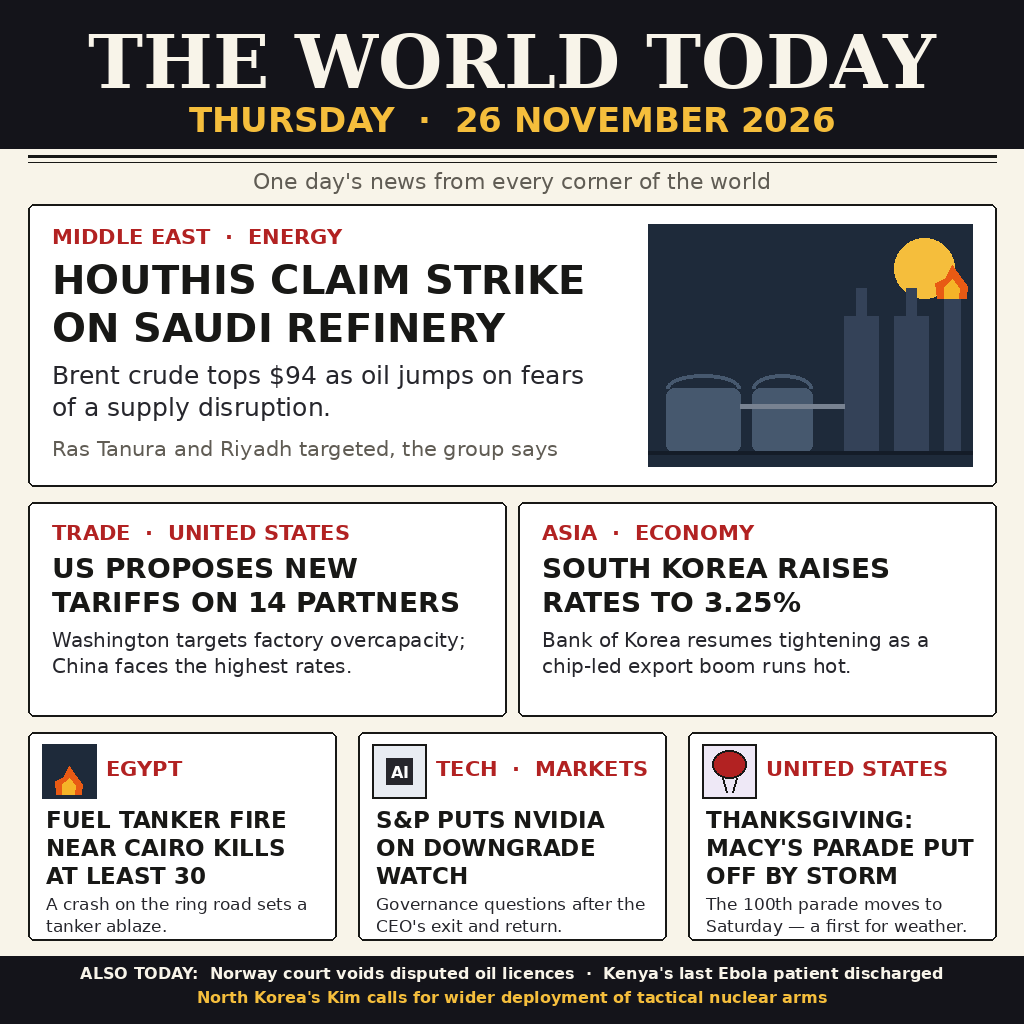 THE WORLD TODAY
THURSDAY · 26 NOVEMBER 2026
One day's news from every corner of the world
MIDDLE EAST · ENERGY
HOUTHIS CLAIM STRIKE
ON SAUDI REFINERY
Brent crude tops $94 as oil jumps on fears
of a supply disruption.
Ras Tanura and Riyadh targeted, the group says
TRADE · UNITED STATES
US PROPOSES NEW
TARIFFS ON 14 PARTNERS
Washington targets factory overcapacity;
China faces the highest rates.
ASIA · ECONOMY
SOUTH KOREA RAISES
RATES TO 3.25%
Bank of Korea resumes tightening as a
chip-led export boom runs hot.
EGYPT
FUEL TANKER FIRE
NEAR CAIRO KILLS
AT LEAST 30
A crash on the ring road sets a
tanker ablaze.
AI
TECH · MARKETS
S&P PUTS NVIDIA
ON DOWNGRADE
WATCH
Governance questions after the
CEO's exit and return.
UNITED STATES
THANKSGIVING:
MACY'S PARADE PUT
OFF BY STORM
The 100th parade moves to
Saturday — a first for weather.
ALSO TODAY: Norway court voids disputed oil licences · Kenya's last Ebola patient discharged
North Korea's Kim calls for wider deployment of tactical nuclear arms